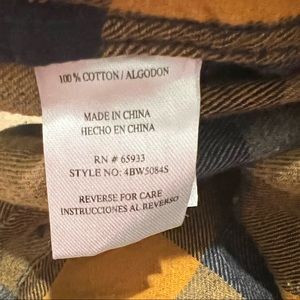 100% COTTON / ALGODON
MADE IN CHINA
HECHO EN CHINA
RN # 65933
STYLE NO: 4BW5084S
REVERSE FOR CARE
INSTRUCCIONES AL REVERSO